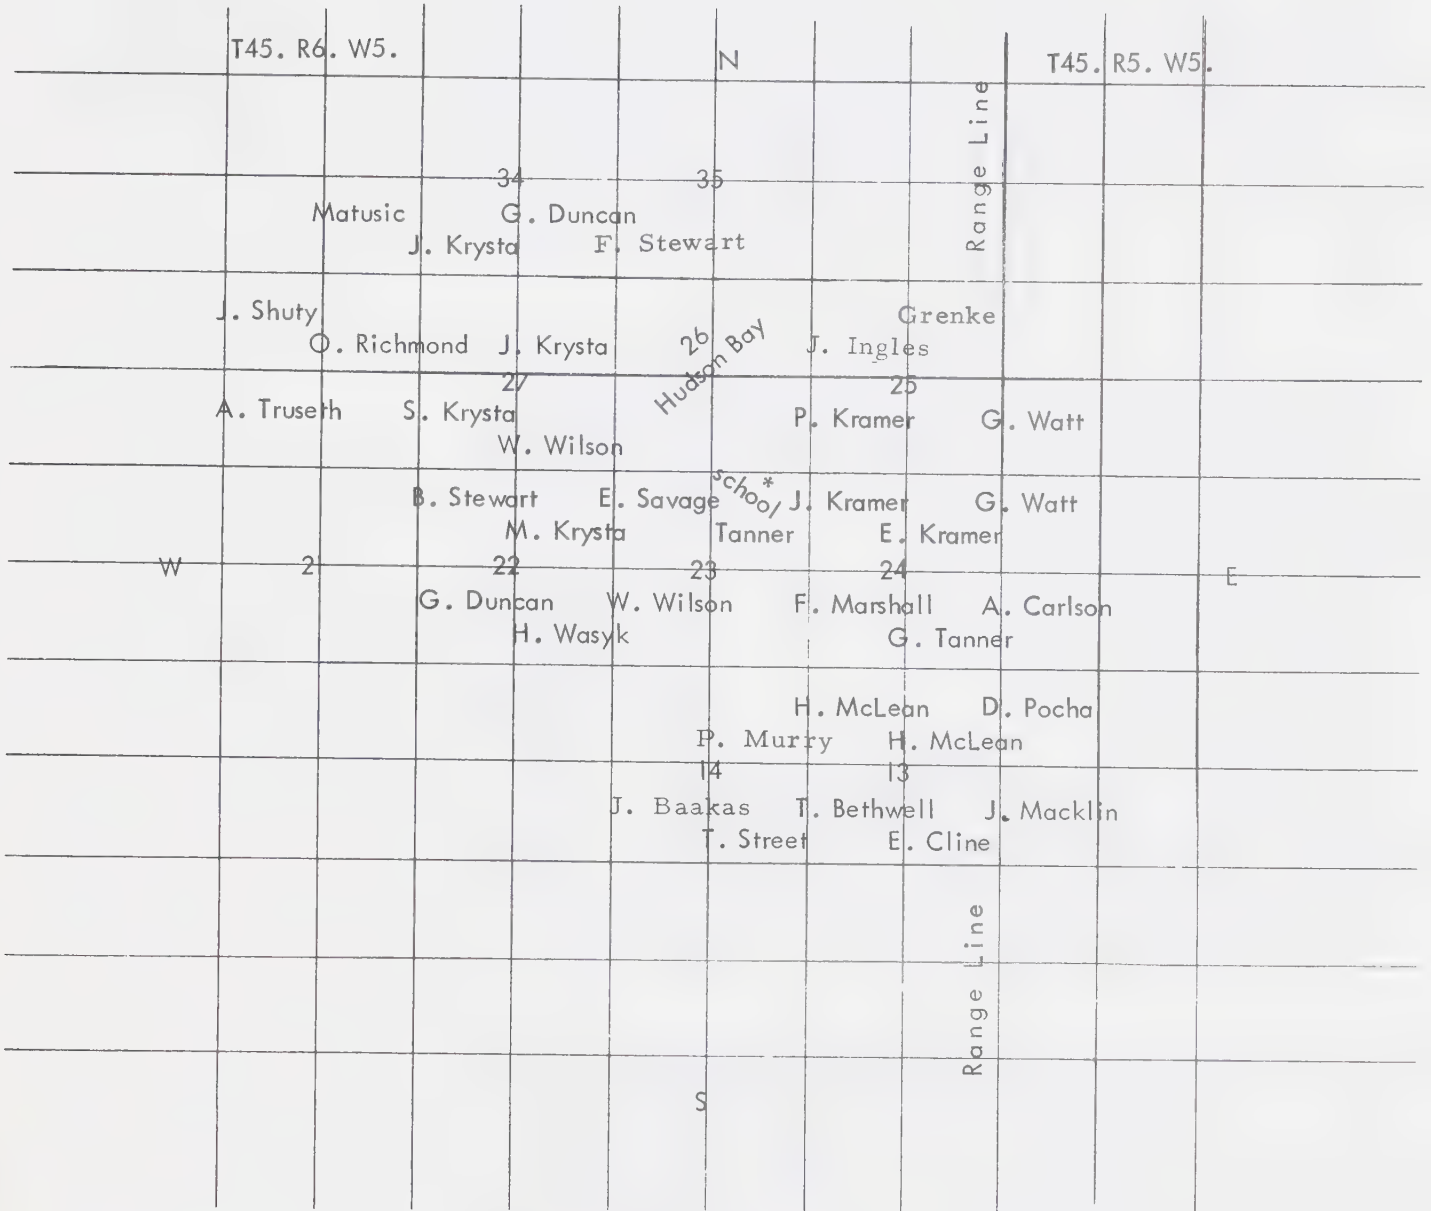 T45. R6. W5.
N
T45. R5. W5.
Range Line
34
35
Matusic
G. Duncan
J. Krysta
F. Stewart
J. Shuty
Grenke
O. Richmond
J. Krysta
26
Hudson Bay
J. Ingles
27
25
A. Truseth
S. Krysta
P. Kramer
G. Watt
W. Wilson
B. Stewart
E. Savage
school *
J. Kramer
G. Watt
M. Krysta
Tanner
E. Kramer
W
21
22
23
24
E
G. Duncan
W. Wilson
F. Marshall
A. Carlson
H. Wasyk
G. Tanner
H. McLean
D. Pocha
P. Murry
H. McLean
14
13
J. Baakas
T. Bethwell
J. Macklin
T. Street
E. Cline
Range Line
S